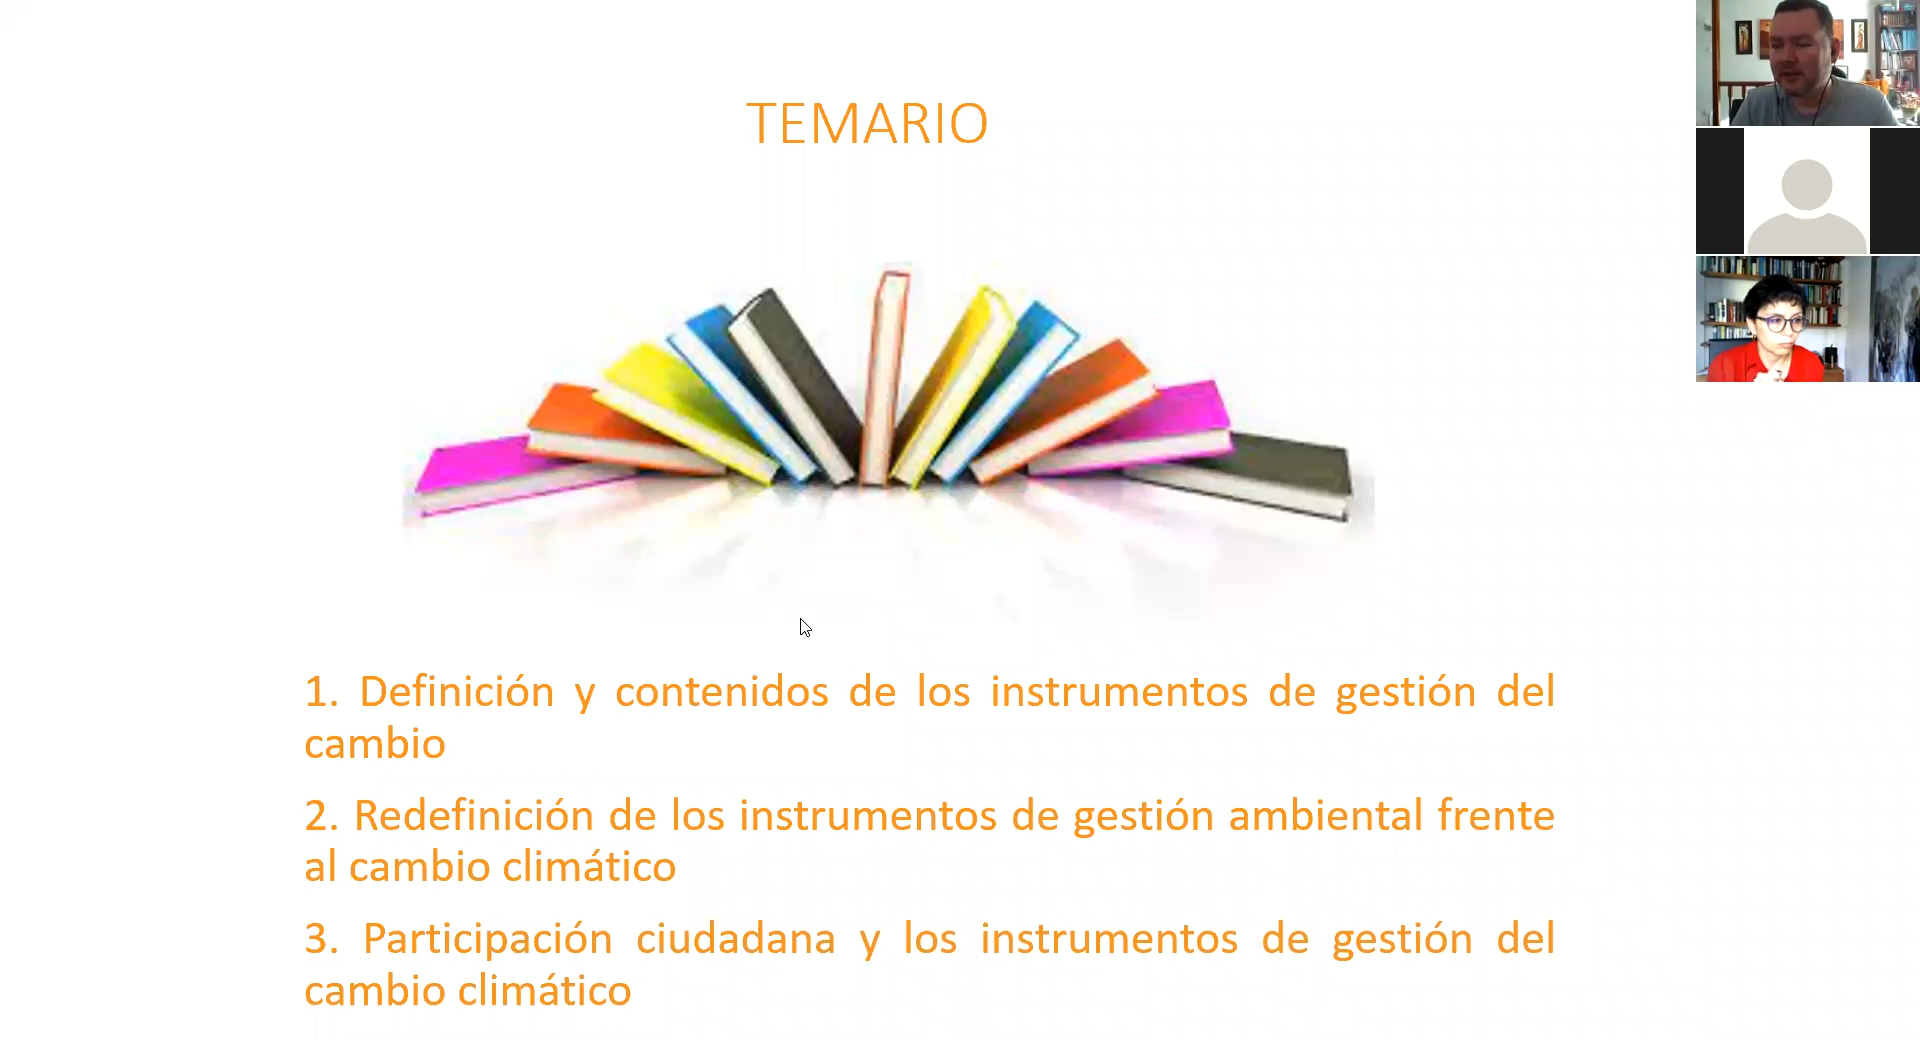 TEMARIO
1. Definición y contenidos de los instrumentos de gestión del
cambio
2. Redefinición de los instrumentos de gestión ambiental frente
al cambio climático
3. Participación ciudadana y los instrumentos de gestión del
cambio climático